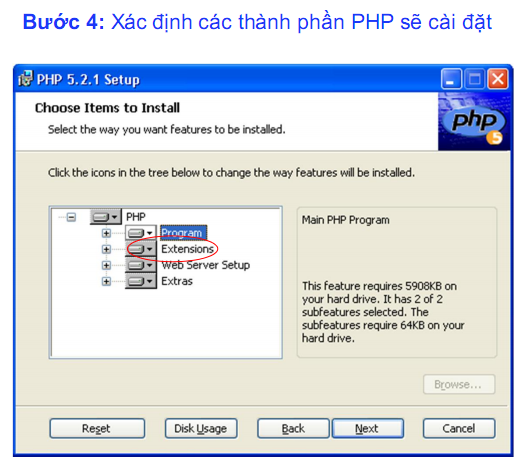 Bước 4: Xác định các thành phần PHP sẽ cài đặt
PHP 5.2.1 Setup
Choose Items to Install
Select the way you want features to be installed.
php
5
Click the icons in the tree below to change the way features will be installed.
PHP
Program
Extensions
Web Server Setup
Extras
Main PHP Program
This feature requires 5908KB on
your hard drive. It has 2 of 2
subfeatures selected. The
subfeatures require 64KB on your
hard drive.
Browse...
Reset
Disk Usage
Back
Next
Cancel